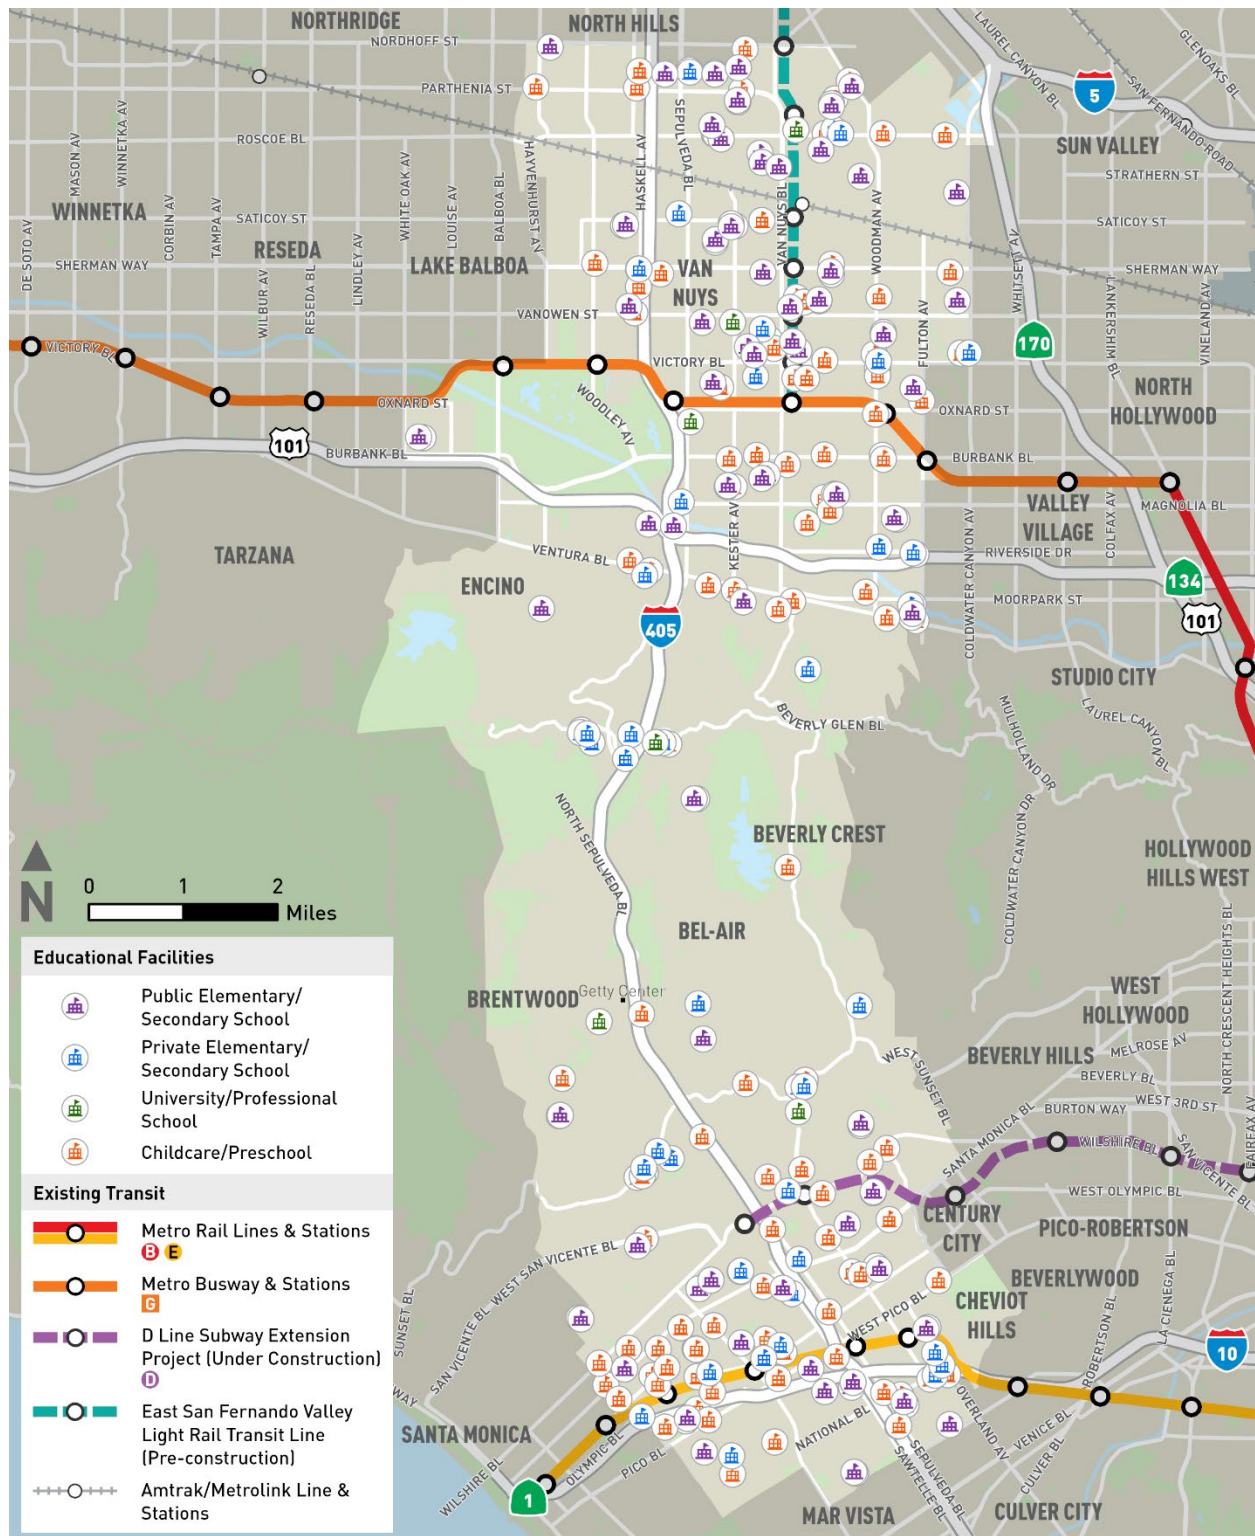 NORTHRIDGE
NORTH HILLS
NORDHOFF ST
LAUREL CANYON BL
GLENOAKS BL
PARTHENIA ST
5
SAN FERNANDO ROAD
MASON AV
WINNETKA AV
ROSCOE BL
HASKELL AV
SEPULVEDA BL
SUN VALLEY
STRATHERN ST
WINNETKA
CORBIN AV
TAMPA AV
WHITE OAK AV
LOUISE AV
BALBOA BL
HAYVENHURST AV
VAN NUYS BL
WOODMAN AV
SATICOY ST
SATICOY ST
DE SOTO AV
SHERMAN WAY
RESEDA
LAKE BALBOA
VAN
NUYS
WHITSETT AV
SHERMAN WAY
WILBUR AV
RESEDA BL
LINDLEY AV
VANOWEN ST
FULTON AV
LANKERSHIM BL
VINELAND AV
170
VICTORY BL
VICTORY BL
WOODLEY AV
OXNARD ST
OXNARD ST
NORTH
HOLLYWOOD
101
BURBANK BL
BURBANK BL
KESTER AV
VALLEY
VILLAGE
COLFAX AV
MAGNOLIA BL
TARZANA
VENTURA BL
ENCINO
COLDWATER CANYON AV
RIVERSIDE DR
134
MOORPARK ST
101
405
STUDIO CITY
BEVERLY GLEN BL
MULHOLLAND DR
LAUREL CANYON BL
NORTH SEPULVEDA BL
BEVERLY CREST
COLDWATER CANYON DR
HOLLYWOOD
HILLS WEST
N
0 1 2
Miles
BEL-AIR
NORTH CRESCENT HEIGHTS BL
BRENTWOOD
Getty Center
WEST
HOLLYWOOD
MELROSE AV
BEVERLY HILLS
WEST SUNSET BL
BEVERLY BL
WEST 3RD ST
BURTON WAY
SANTA MONICA BL
WILSHIRE BL
SAN VICENTE BL
FAIRFAX AV
WEST OLYMPIC BL
CENTURY
CITY
PICO-ROBERTSON
WEST SAN VICENTE BL
BEVERLYWOOD
CHEVIOT
HILLS
ROBERTSON BL
LA CIENEGA BL
SUNSET BL
SAN VICENTE BL
WEST PICO BL
10
WAY
SANTA MONICA
OLYMPIC BL
PICO BL
NATIONAL BL
OVERLAND AV
VENICE BL
CULVER BL
WILSHIRE BL
SEPULVEDA BL
SAWTELLE BL
1
MAR VISTA
CULVER CITY
Educational Facilities
Public Elementary/
Secondary School
Private Elementary/
Secondary School
University/Professional
School
Childcare/Preschool
Existing Transit
Metro Rail Lines & Stations
B E
Metro Busway & Stations
G
D Line Subway Extension
Project (Under Construction)
D
East San Fernando Valley
Light Rail Transit Line
(Pre-construction)
Amtrak/Metrolink Line &
Stations